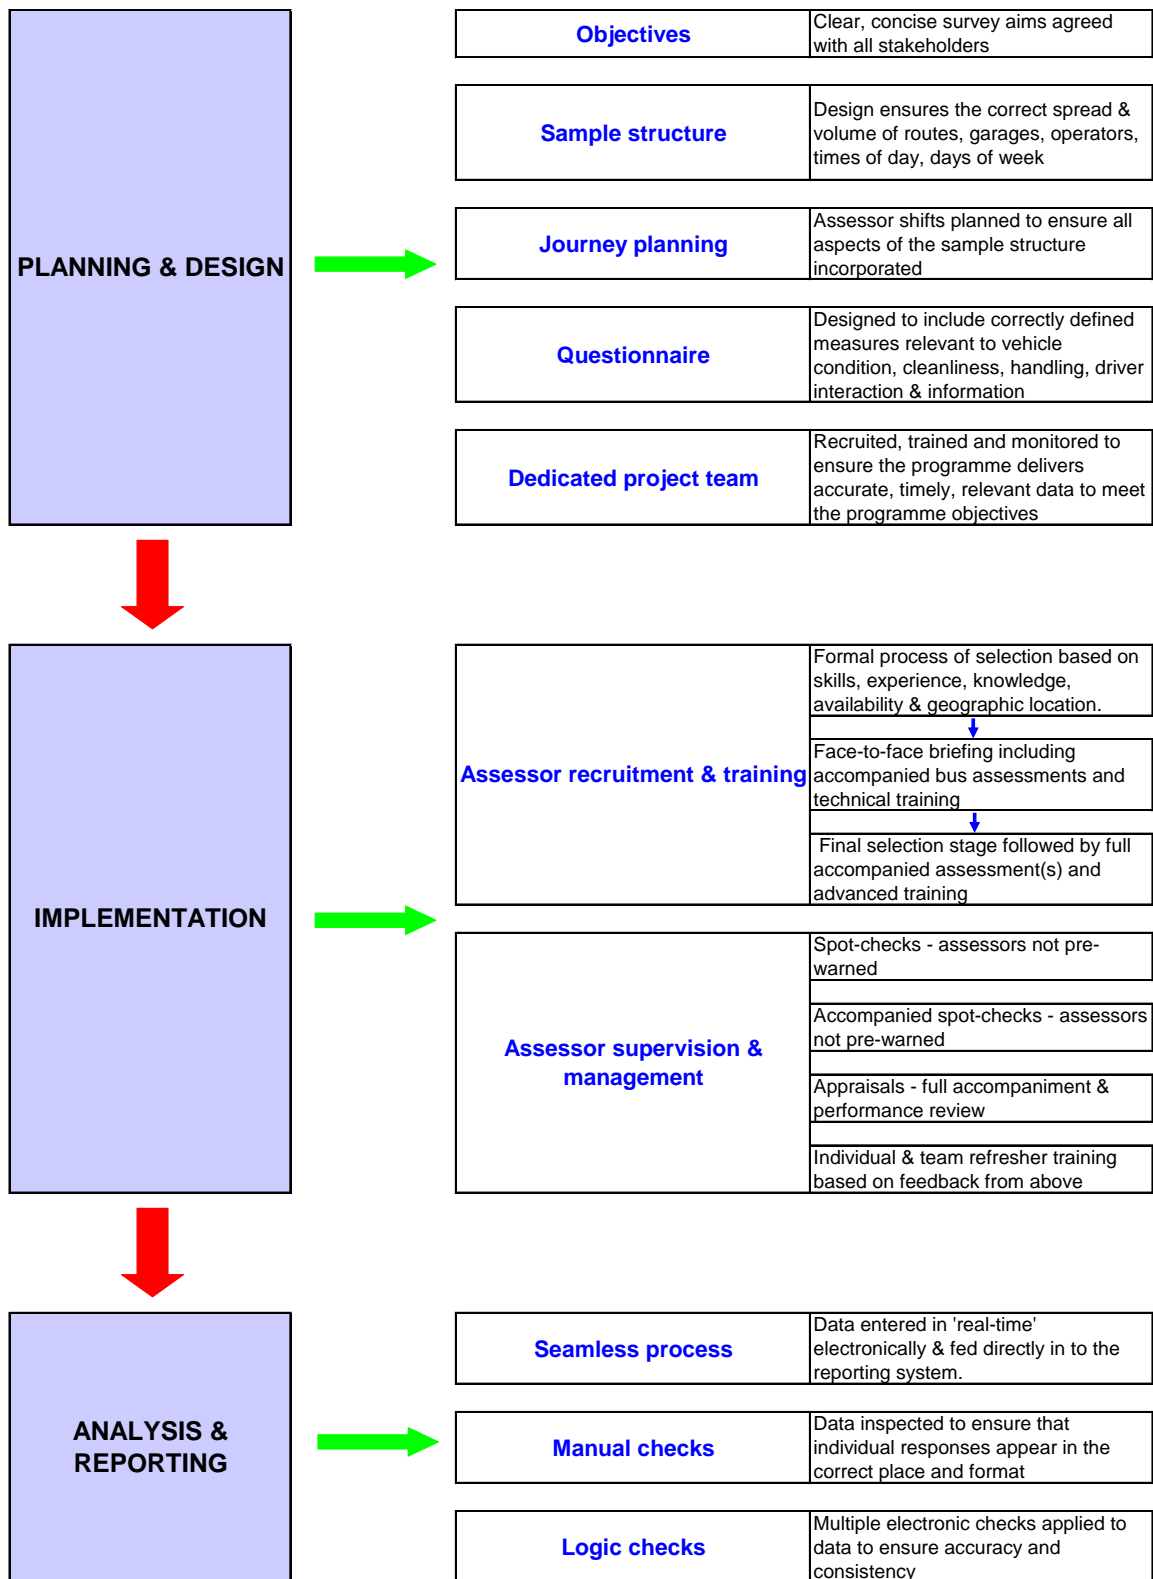 PLANNING & DESIGN
Objectives
Clear, concise survey aims agreed
with all stakeholders
Sample structure
Design ensures the correct spread &
volume of routes, garages, operators,
times of day, days of week
Journey planning
Assessor shifts planned to ensure all
aspects of the sample structure
incorporated
Questionnaire
Designed to include correctly defined
measures relevant to vehicle
condition, cleanliness, handling, driver
interaction & information
Dedicated project team
Recruited, trained and monitored to
ensure the programme delivers
accurate, timely, relevant data to meet
the programme objectives
IMPLEMENTATION
Assessor recruitment & training
Formal process of selection based on
skills, experience, knowledge,
availability & geographic location.
Face-to-face briefing including
accompanied bus assessments and
technical training
Final selection stage followed by full
accompanied assessment(s) and
advanced training
Assessor supervision &
management
Spot-checks - assessors not pre-
warned
Accompanied spot-checks - assessors
not pre-warned
Appraisals - full accompaniment &
performance review
Individual & team refresher training
based on feedback from above
ANALYSIS &
REPORTING
Seamless process
Data entered in 'real-time'
electronically & fed directly in to the
reporting system.
Manual checks
Data inspected to ensure that
individual responses appear in the
correct place and format
Logic checks
Multiple electronic checks applied to
data to ensure accuracy and
consistency